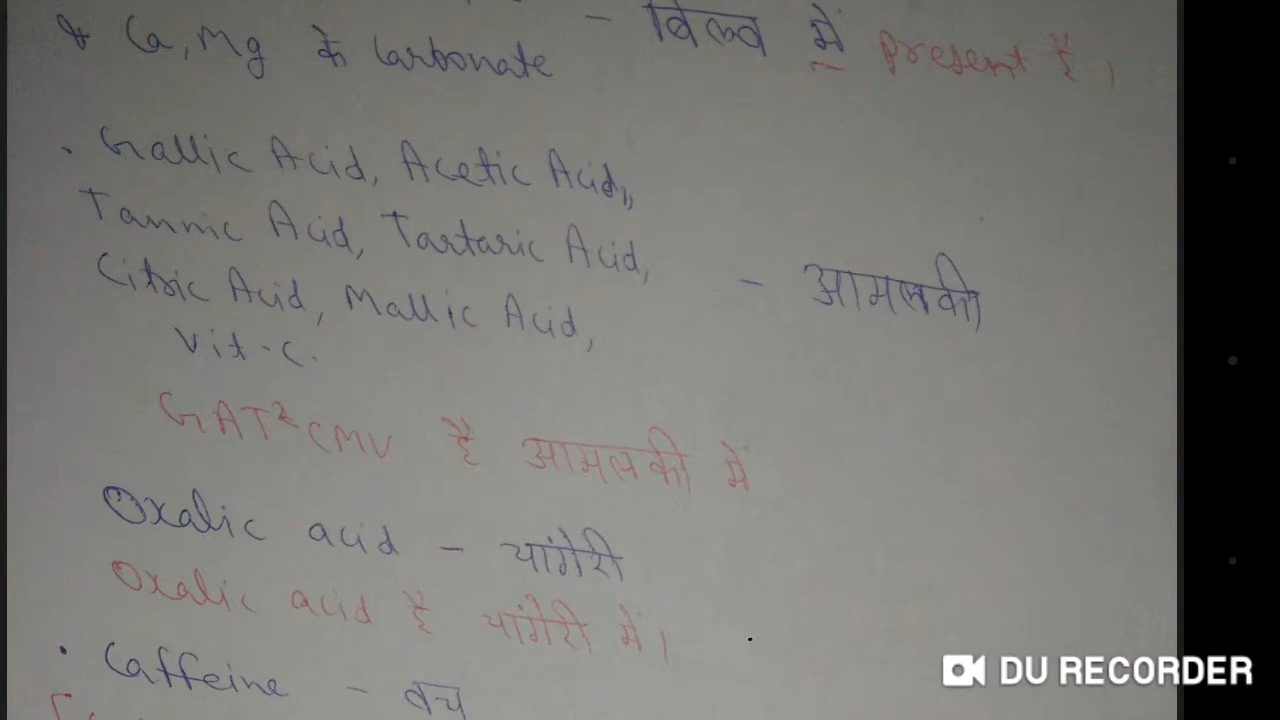 & Ca, Mg के Carbonate - बिल्व में Present है।
. Gallic Acid, Acetic Acid,
Tannic Acid, Tartaric Acid,
Citric Acid, Mallic Acid, - आमलकी
Vit-C.
GAT²CMV है आमलकी में
Oxalic acid - चांगेरी
Oxalic acid है चांगेरी में।
. Caffeine - वच
DU RECORDER